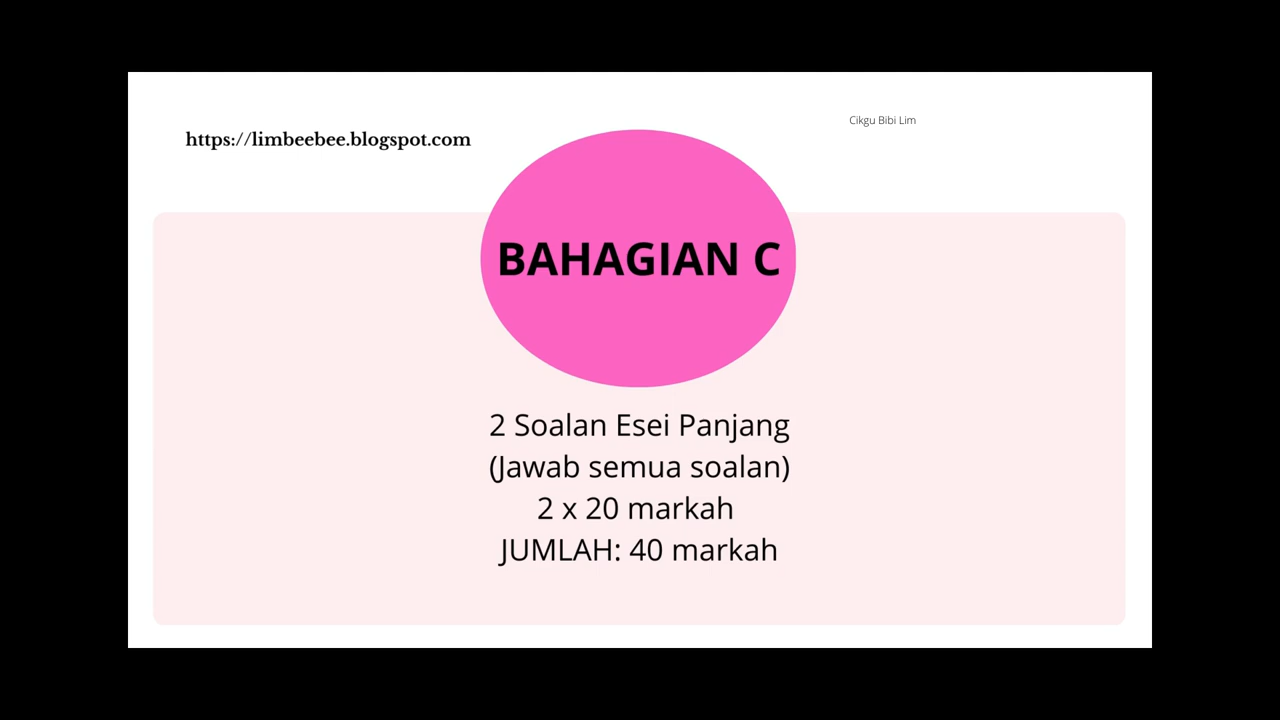 https://limbeebee.blogspot.com
Cikgu Bibi Lim
BAHAGIAN C
2 Soalan Esei Panjang
(Jawab semua soalan)
2 x 20 markah
JUMLAH: 40 markah